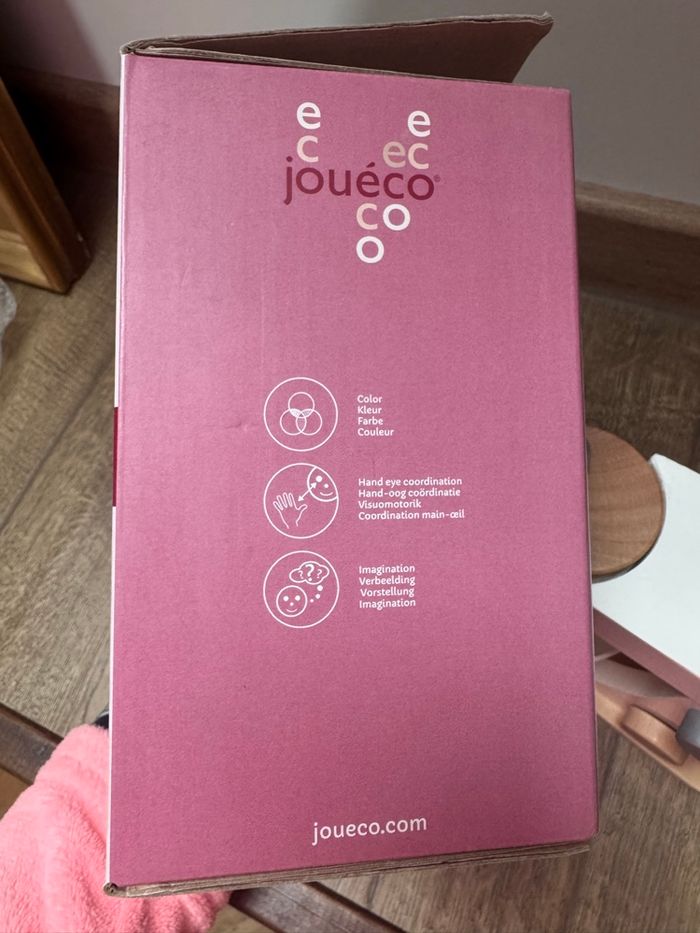 e e
c ec
jouéco®
co
o
Color
Kleur
Farbe
Couleur
Hand eye coordination
Hand-oog coördinatie
Visuomotorik
Coordination main-œil
???
Imagination
Verbeelding
Vorstellung
Imagination
joueco.com